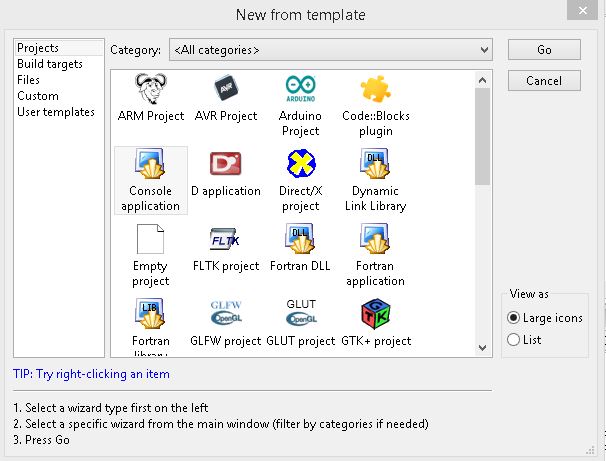 New from template
Projects
Build targets
Files
Custom
User templates
Category:
<All categories>
Go
Cancel
ARM Project
AVR Project
ARDUINO
Arduino
Project
Code::Blocks
plugin
Console
application
D application
Direct/X
project
DLL
Dynamic
Link Library
Empty
project
FLTK
FLTK project
DLL
Fortran DLL
Fortran
application
LIB
Fortran
library
GLFW
OpenGL
GLFW project
GLUT
OpenGL
GLUT project
GTK
GTK+ project
View as
Large icons
List
TIP: Try right-clicking an item
1. Select a wizard type first on the left
2. Select a specific wizard from the main window (filter by categories if needed)
3. Press Go